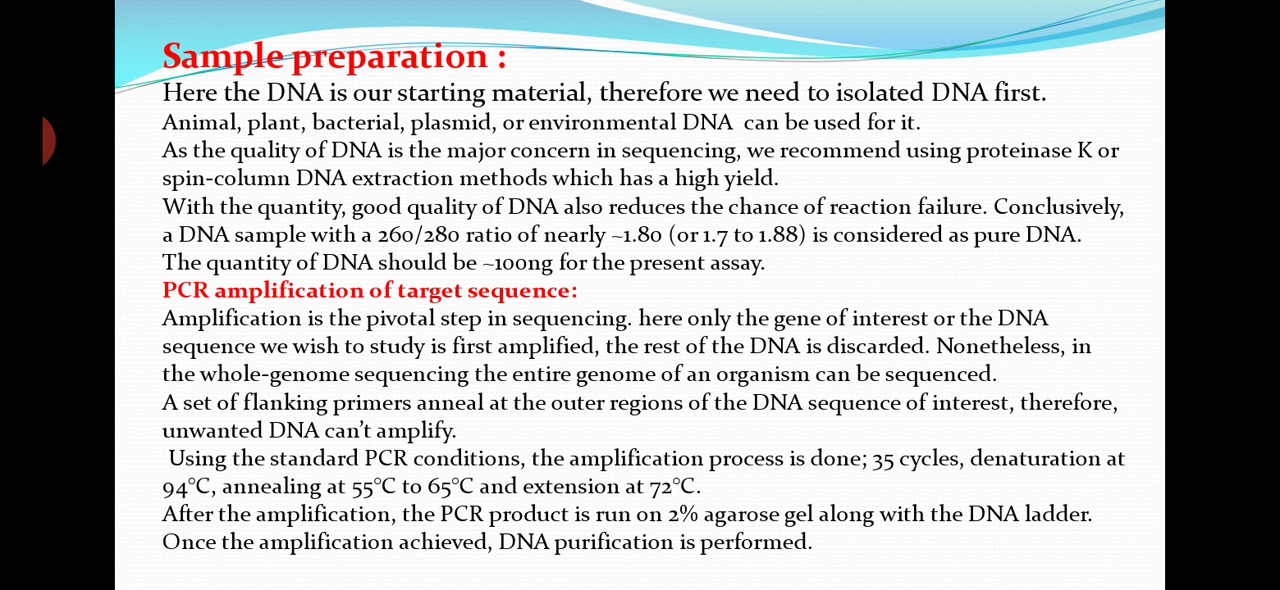 Sample preparation :
Here the DNA is our starting material, therefore we need to isolated DNA first.
Animal, plant, bacterial, plasmid, or environmental DNA can be used for it.
As the quality of DNA is the major concern in sequencing, we recommend using proteinase K or
spin-column DNA extraction methods which has a high yield.
With the quantity, good quality of DNA also reduces the chance of reaction failure. Conclusively,
a DNA sample with a 260/280 ratio of nearly ~1.80 (or 1.7 to 1.88) is considered as pure DNA.
The quantity of DNA should be ~100ng for the present assay.
PCR amplification of target sequence:
Amplification is the pivotal step in sequencing. here only the gene of interest or the DNA
sequence we wish to study is first amplified, the rest of the DNA is discarded. Nonetheless, in
the whole-genome sequencing the entire genome of an organism can be sequenced.
A set of flanking primers anneal at the outer regions of the DNA sequence of interest, therefore,
unwanted DNA can't amplify.
Using the standard PCR conditions, the amplification process is done; 35 cycles, denaturation at
94°C, annealing at 55°C to 65°C and extension at 72°C.
After the amplification, the PCR product is run on 2% agarose gel along with the DNA ladder.
Once the amplification achieved, DNA purification is performed.